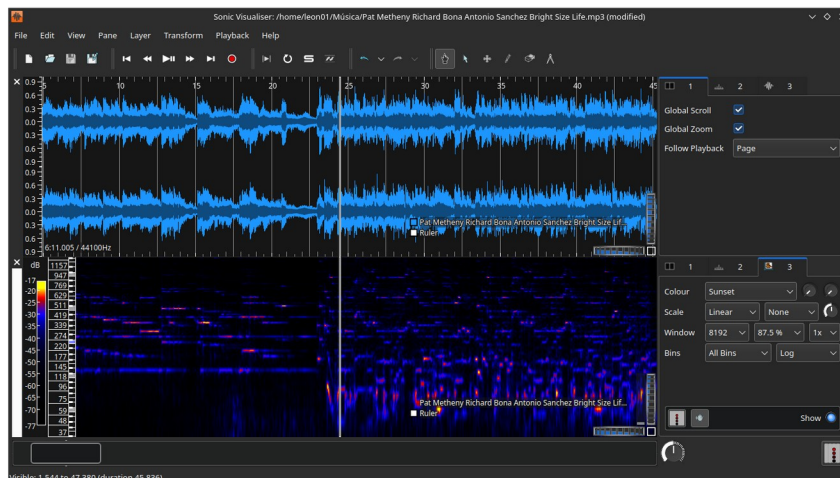 Sonic Visualiser: /home/leon01/Música/Pat Metheny Richard Bona Antonio Sanchez Bright Size Life.mp3 (modified)
File Edit View Pane Layer Transform Playback Help
5 10 15 20 25 30 35 40 45
0.9
0.6
0.3
0.0
0.3
0.6
0.9
0.6
0.3
0.0
0.3
0.6
0.9
Pat Metheny Richard Bona Antonio Sanchez Bright Size Lif...
Ruler
6:11.005 / 44100Hz
1 2 3
Global Scroll
Global Zoom
Follow Playback Page
dB
-17
-20
-25
-30
-35
-40
-45
-50
-55
-60
-65
-70
-77
1157
947
769
629
511
419
339
274
220
177
145
118
96
75
59
48
37
Pat Metheny Richard Bona Antonio Sanchez Bright Size Lif...
Ruler
1 2 3
Colour Sunset
Scale Linear None
Window 8192 87.5 % 1x
Bins All Bins Log
Show
Visible: 1.544 to 47.380 (duration 45.836)